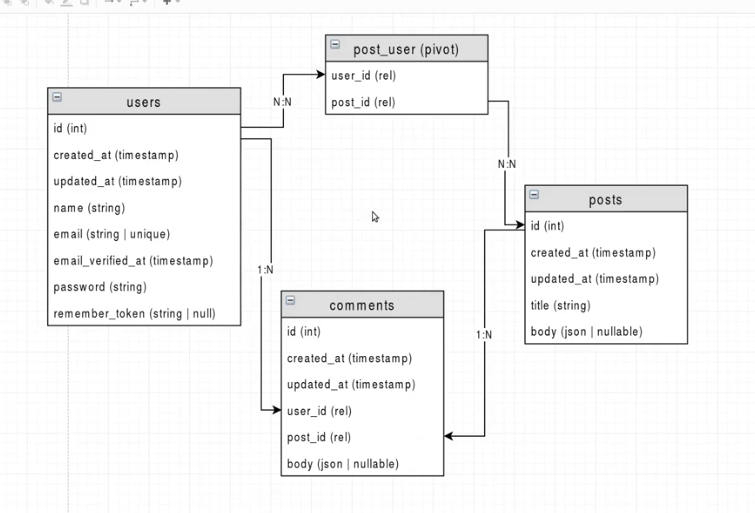 post_user (pivot)
user_id (rel)
post_id (rel)
N:N
users
id (int)
created_at (timestamp)
updated_at (timestamp)
name (string)
email (string | unique)
email_verified_at (timestamp)
password (string)
remember_token (string | null)
N:N
posts
id (int)
created_at (timestamp)
updated_at (timestamp)
title (string)
body (json | nullable)
1:N
comments
id (int)
created_at (timestamp)
updated_at (timestamp)
user_id (rel)
post_id (rel)
body (json | nullable)
1:N